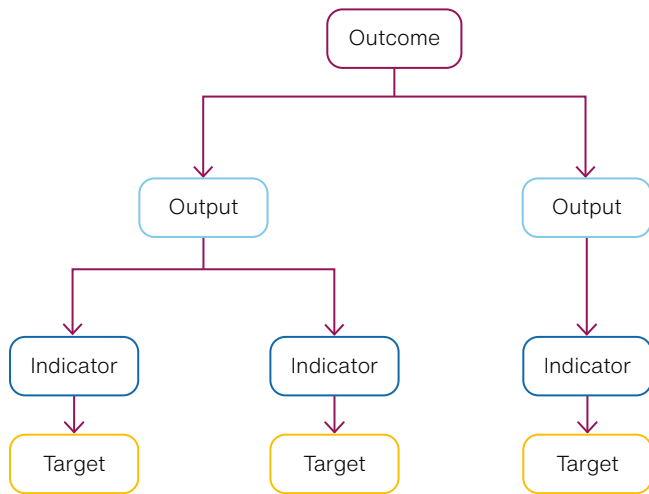 Outcome
Output
Output
Indicator
Indicator
Indicator
Target
Target
Target